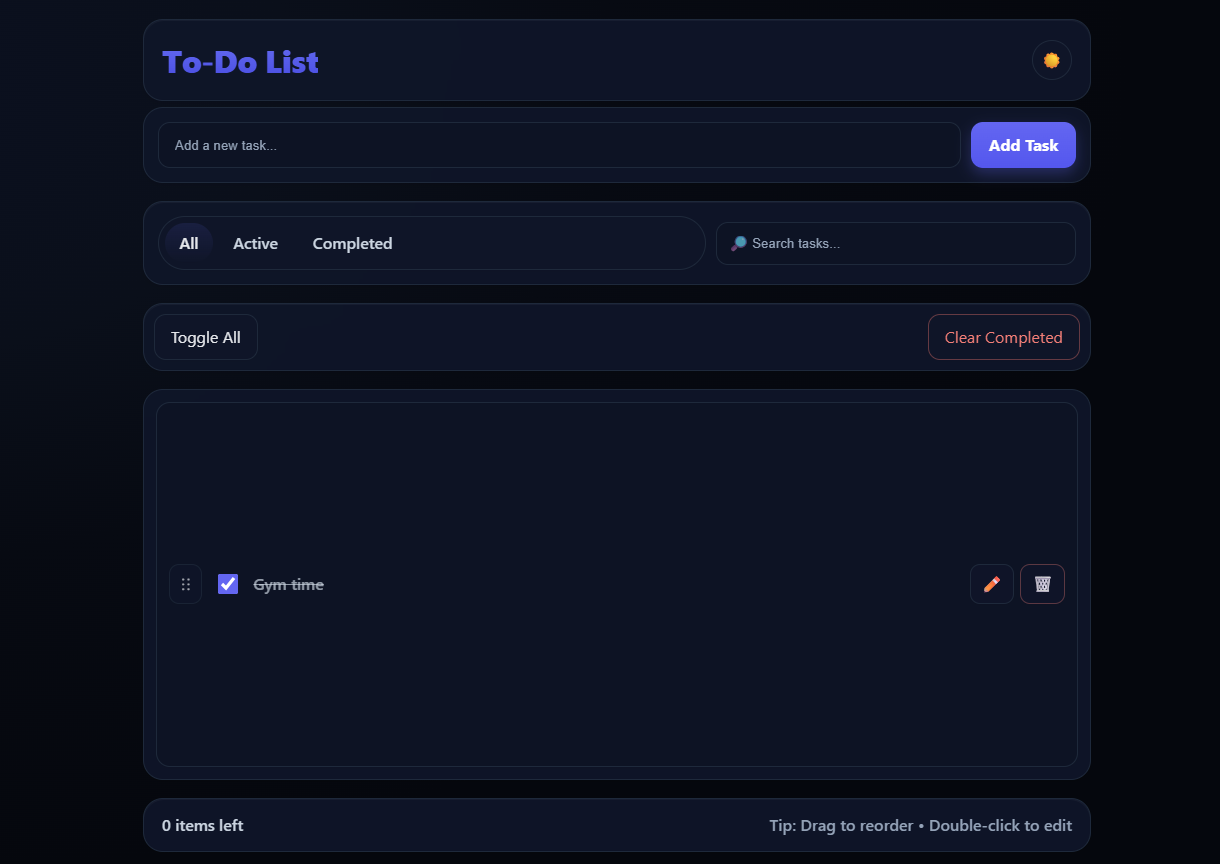 To-Do List
Add a new task...
Add Task
All
Active
Completed
Search tasks...
Toggle All
Clear Completed
Gym time
0 items left
Tip: Drag to reorder • Double-click to edit